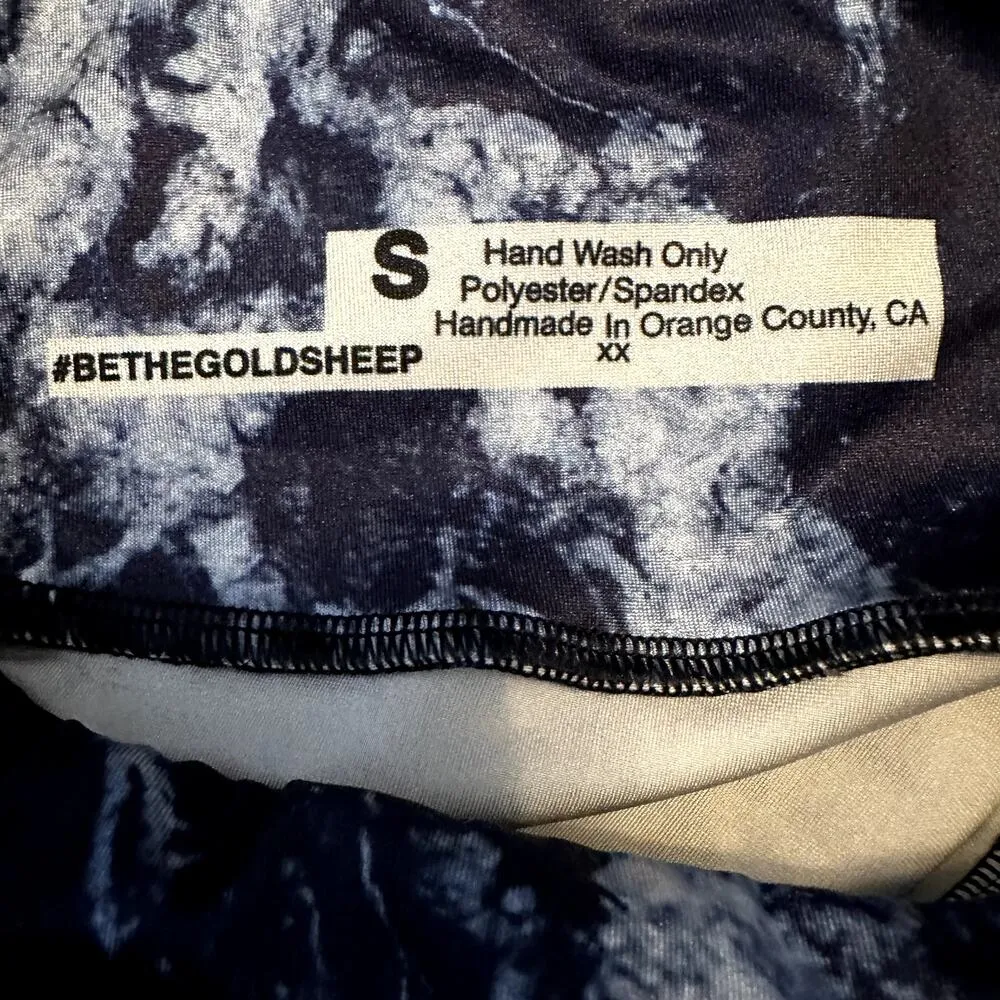 S
Hand Wash Only
Polyester/Spandex
Handmade In Orange County, CA
xx
#BETHEGOLDSHEEP